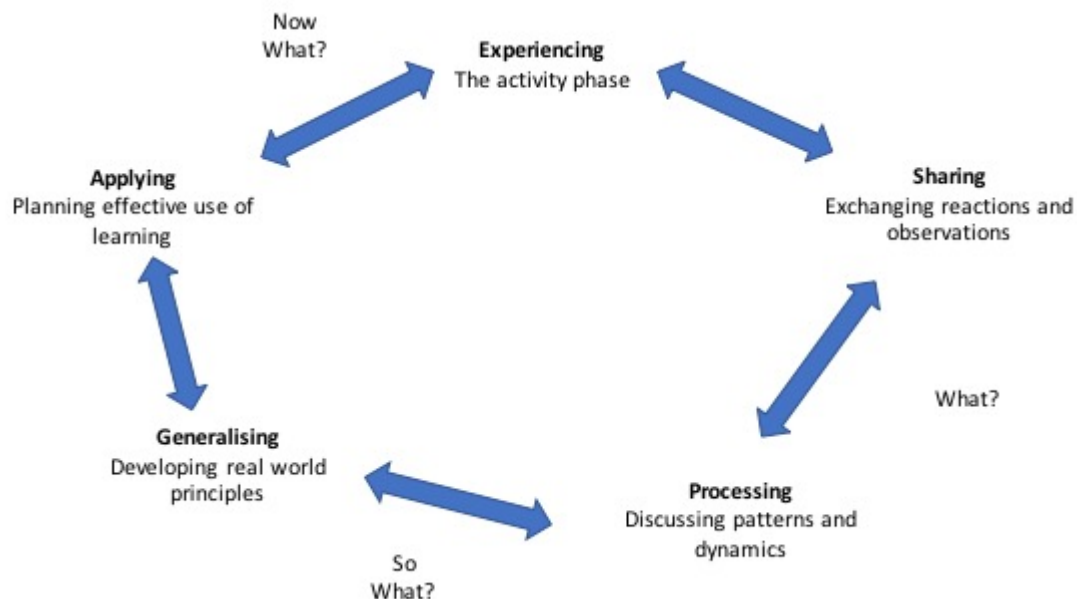 Now
What?
Experiencing
The activity phase
Sharing
Exchanging reactions and
observations
What?
Processing
Discussing patterns and
dynamics
So
What?
Generalising
Developing real world
principles
Applying
Planning effective use of
learning